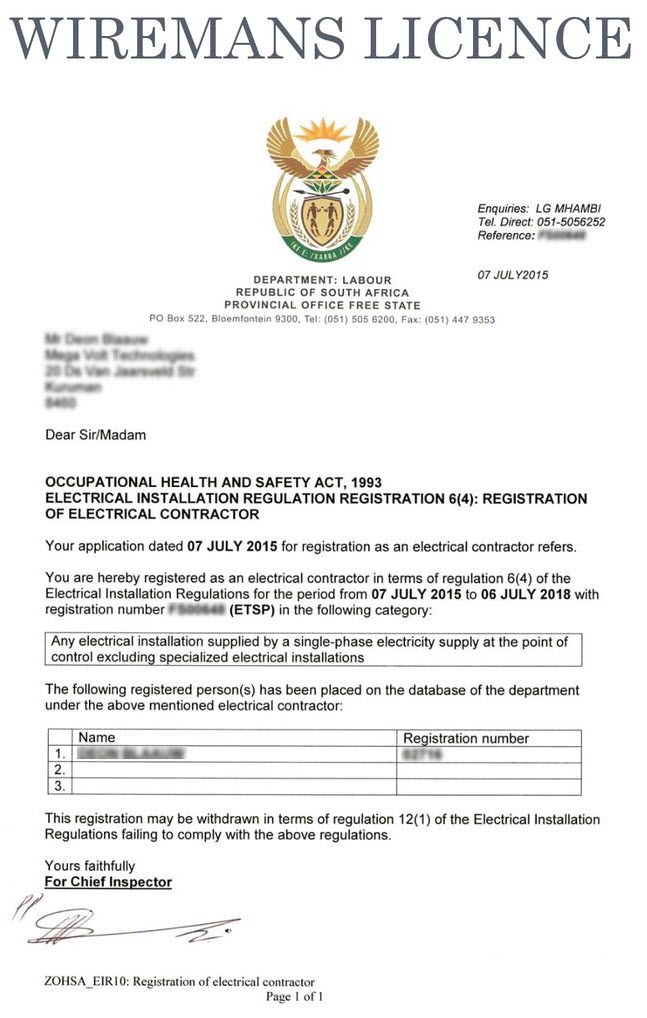 WIREMANS LICENCE
!KE E: /XARRA //KE
Enquiries: LG MHAMBI
Tel. Direct: 051-5056252
Reference:
07 JULY2015
DEPARTMENT: LABOUR
REPUBLIC OF SOUTH AFRICA
PROVINCIAL OFFICE FREE STATE
PO Box 522, Bloemfontein 9300, Tel: (051) 505 6200, Fax: (051) 447 9353
Dear Sir/Madam
OCCUPATIONAL HEALTH AND SAFETY ACT, 1993
ELECTRICAL INSTALLATION REGULATION REGISTRATION 6(4): REGISTRATION
OF ELECTRICAL CONTRACTOR
Your application dated 07 JULY 2015 for registration as an electrical contractor refers.
You are hereby registered as an electrical contractor in terms of regulation 6(4) of the
Electrical Installation Regulations for the period from 07 JULY 2015 to 06 JULY 2018 with
registration number (ETSP) in the following category:
Any electrical installation supplied by a single-phase electricity supply at the point of
control excluding specialized electrical installations
The following registered person(s) has been placed on the database of the department
under the above mentioned electrical contractor:
Name Registration number
1.
2.
3.
This registration may be withdrawn in terms of regulation 12(1) of the Electrical Installation
Regulations failing to comply with the above regulations.
Yours faithfully
For Chief Inspector
PP
ZOHSA_EIR10: Registration of electrical contractor
Page 1 of 1